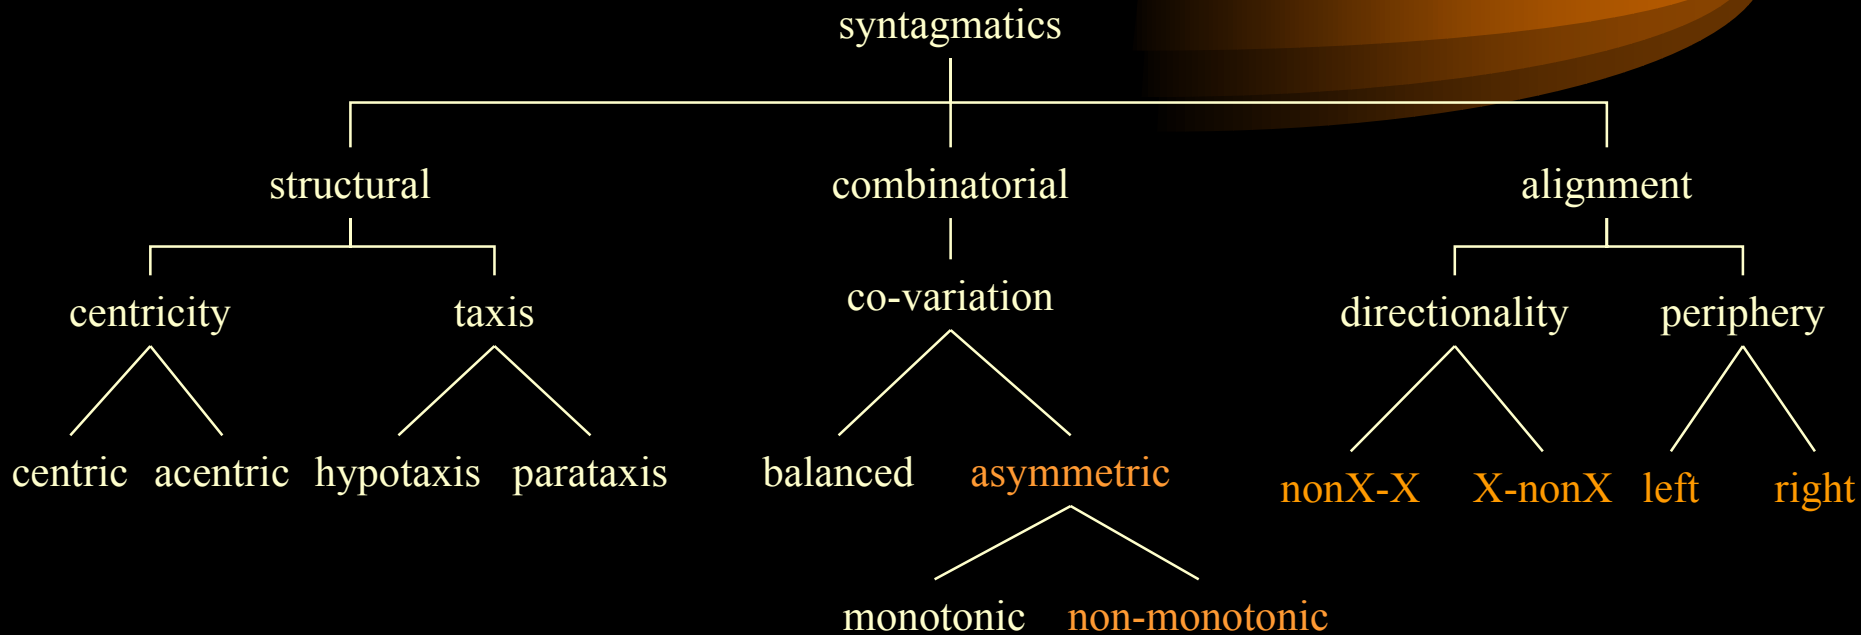 syntagmatics
structural combinatorial alignment
centricity taxis co-variation directionality periphery
centric acentric hypotaxis parataxis balanced asymmetric nonX-X X-nonX left right
monotonic non-monotonic